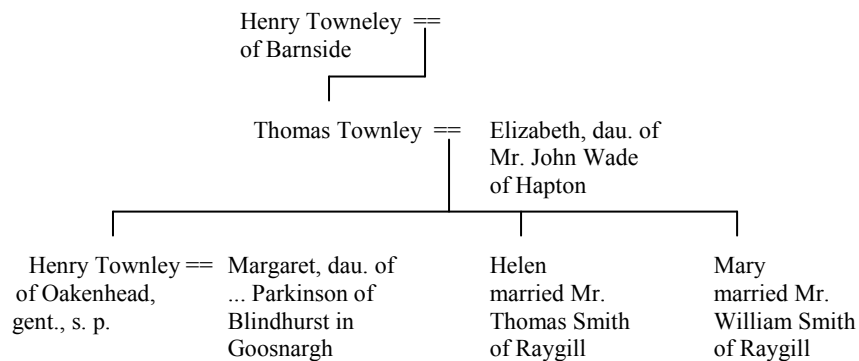 Henry Towneley ==
of Barnside
Thomas Townley == Elizabeth, dau. of
Mr. John Wade
of Hapton
Henry Townley == Margaret, dau. of
of Oakenhead, ... Parkinson of
gent., s. p. Blindhurst in
Goosnargh
Helen
married Mr.
Thomas Smith
of Raygill
Mary
married Mr.
William Smith
of Raygill